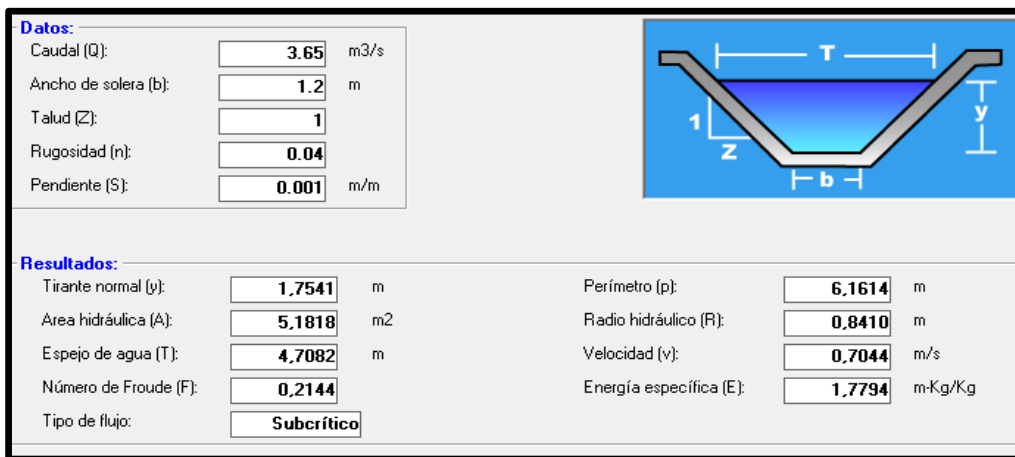 Datos:
Caudal (Q): 3.65 m3/s
Ancho de solera (b): 1.2 m
Talud (Z): 1
Rugosidad (n): 0.04
Pendiente (S): 0.001 m/m
T
y
1
Z
b
Resultados:
Tirante normal (y): 1,7541 m Perímetro (p): 6,1614 m
Area hidráulica (A): 5,1818 m2 Radio hidráulico (R): 0,8410 m
Espejo de agua (T): 4,7082 m Velocidad (v): 0,7044 m/s
Número de Froude (F): 0,2144 Energía específica (E): 1,7794 m-Kg/Kg
Tipo de flujo: Subcrítico